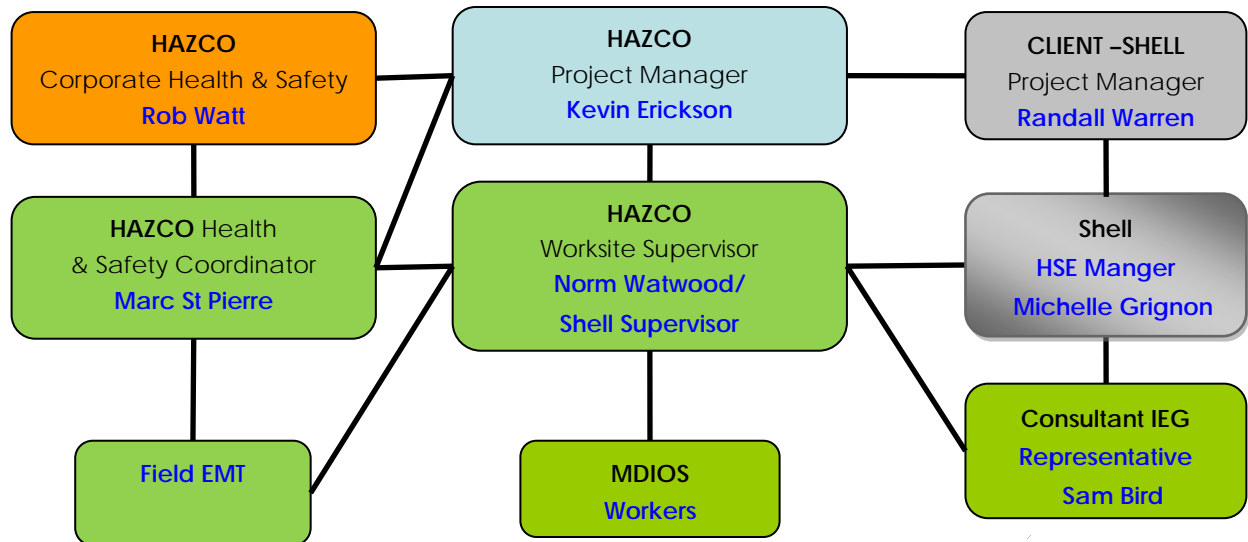 HAZCO
Corporate Health & Safety
Rob Watt
HAZCO
Project Manager
Kevin Erickson
CLIENT –SHELL
Project Manager
Randall Warren
HAZCO Health
& Safety Coordinator
Marc St Pierre
HAZCO
Worksite Supervisor
Norm Watwood/
Shell Supervisor
Shell
HSE Manger
Michelle Grignon
Field EMT
MDIOS
Workers
Consultant IEG
Representative
Sam Bird